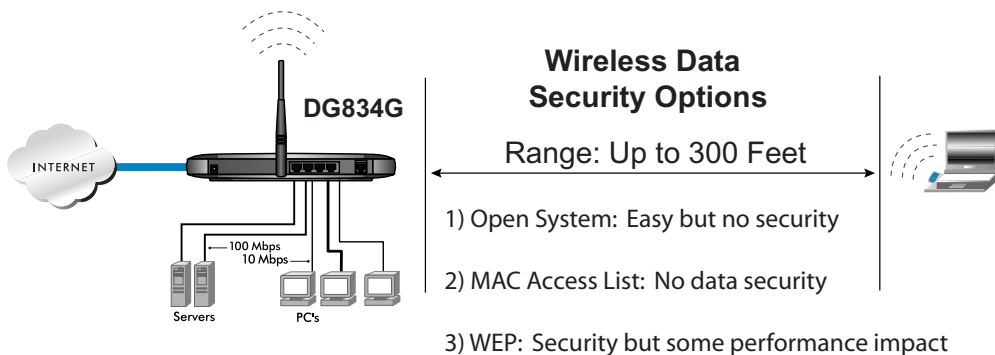 Wireless Data
Security Options
DG834G
INTERNET
Range: Up to 300 Feet
1) Open System: Easy but no security
100 Mbps
10 Mbps
2) MAC Access List: No data security
Servers
PC's
3) WEP: Security but some performance impact